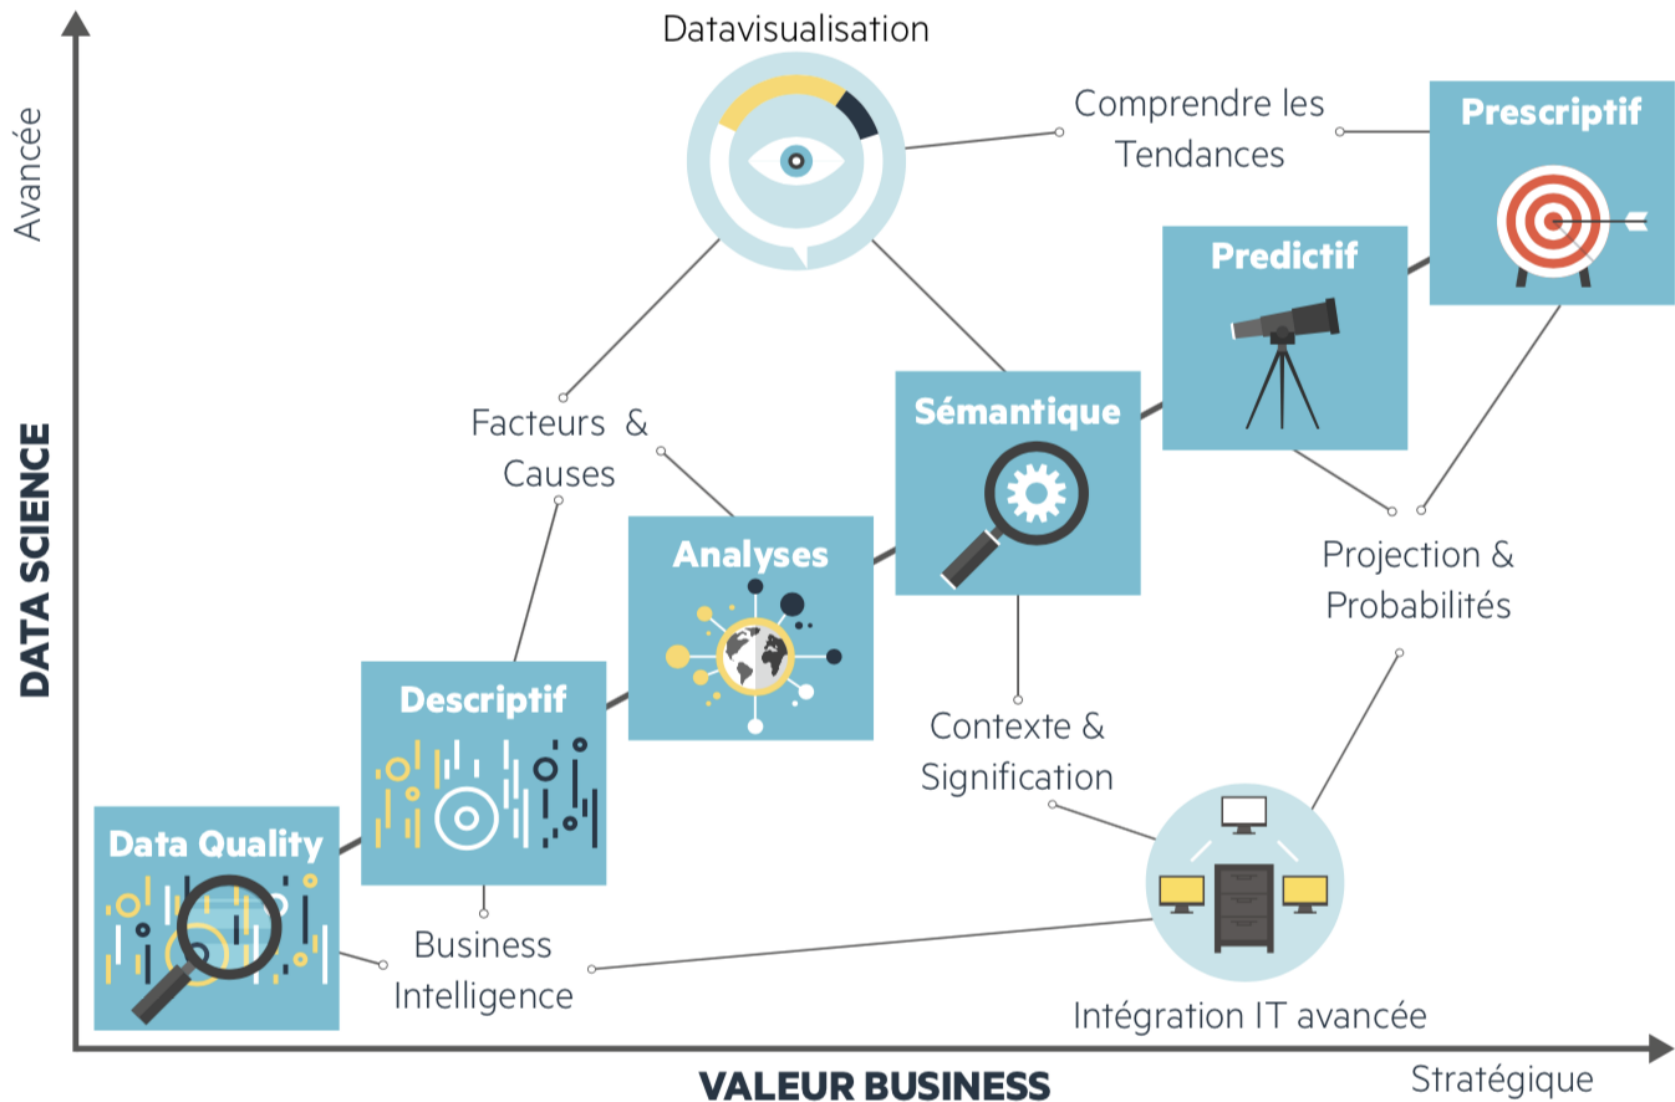 Datavisualisation
Avancée
Comprendre les
Tendances
Prescriptif
Predictif
Sémantique
Facteurs &
Causes
Analyses
Projection &
Probabilités
DATA SCIENCE
Descriptif
Contexte &
Signification
Data Quality
Business
Intelligence
Intégration IT avancée
VALEUR BUSINESS
Stratégique